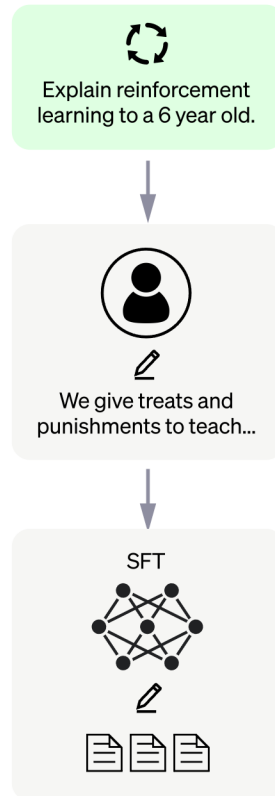 Explain reinforcement
learning to a 6 year old.
We give treats and
punishments to teach...
SFT